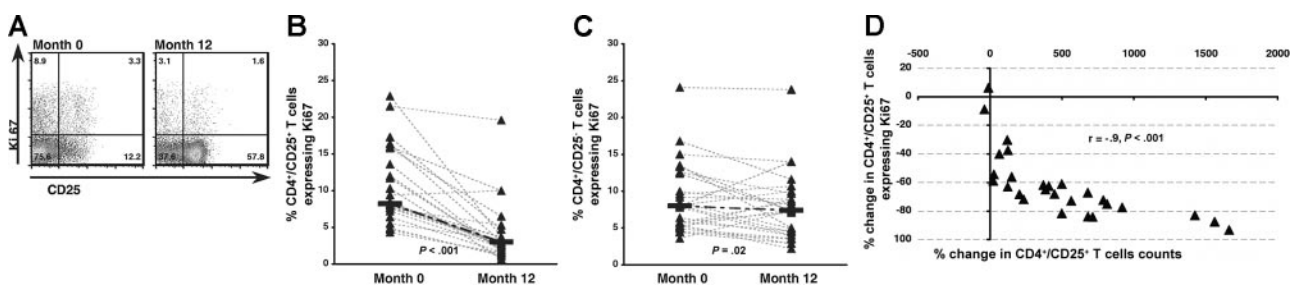 A
Month 0
Month 12
8.9
3.3
3.1
1.6
75.6
12.2
37.6
57.8
Ki 67
CD25
B
% CD4⁺/CD25⁻ T cells
expressing Ki67
30
25
20
15
10
5
0
P < .001
Month 0
Month 12
C
% CD4⁺/CD25⁻ T cells
expressing Ki67
30
25
20
15
10
5
0
P = .02
Month 0
Month 12
D
-500
0
500
1000
1500
2000
% change in CD4⁺/CD25⁺ T cells
expressing Ki67
20
0
-20
-40
-60
-80
100
r = -.9, P < .001
% change in CD4⁺/CD25⁺ T cells counts